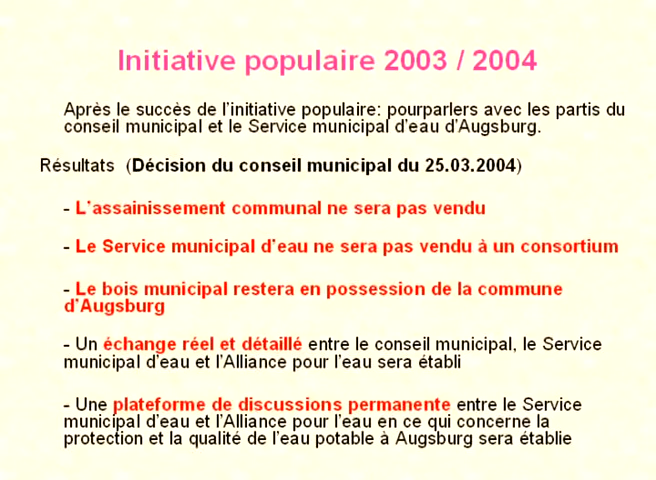 Initiative populaire 2003 / 2004
Après le succès de l'initiative populaire: pourparlers avec les partis du
conseil municipal et le Service municipal d'eau d'Augsburg.
Résultats (Décision du conseil municipal du 25.03.2004)
- L'assainissement communal ne sera pas vendu
- Le Service municipal d'eau ne sera pas vendu à un consortium
- Le bois municipal restera en possession de la commune
d'Augsburg
- Un échange réel et détaillé entre le conseil municipal, le Service
municipal d'eau et l'Alliance pour l'eau sera établi
- Une plateforme de discussions permanente entre le Service
municipal d'eau et l'Alliance pour l'eau en ce qui concerne la
protection et la qualité de l'eau potable à Augsburg sera établie